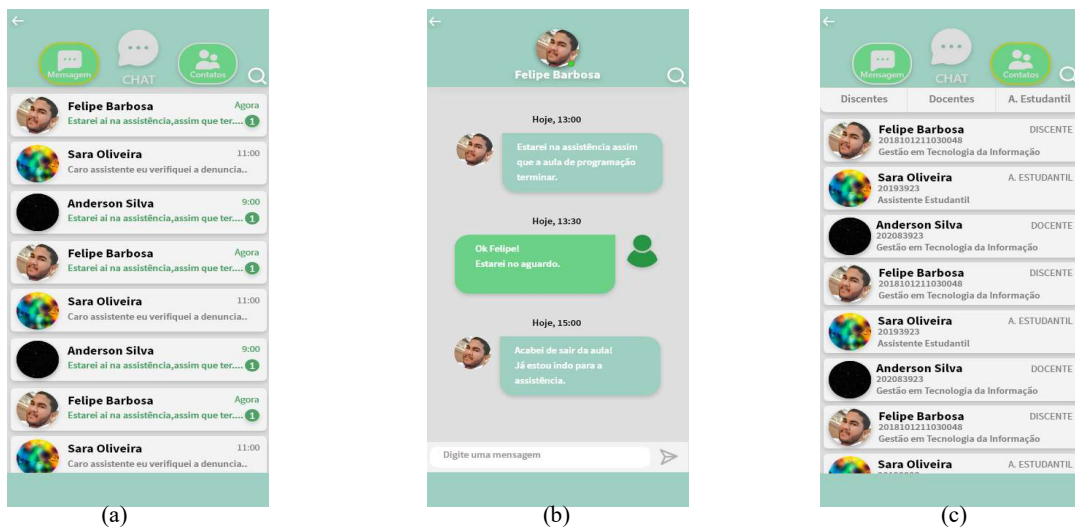 Mensagem
CHAT
Contatos
Felipe Barbosa Agora
Estarei ai na assistência,assim que ter.... 1
Sara Oliveira 11:00
Caro assistente eu verifiquei a denuncia..
Anderson Silva 9:00
Estarei ai na assistência,assim que ter.... 1
Felipe Barbosa Agora
Estarei ai na assistência,assim que ter.... 1
Sara Oliveira 11:00
Caro assistente eu verifiquei a denuncia..
Anderson Silva 9:00
Estarei ai na assistência,assim que ter.... 1
Felipe Barbosa Agora
Estarei ai na assistência,assim que ter.... 1
Sara Oliveira 11:00
Caro assistente eu verifiquei a denuncia..
(a)
Felipe Barbosa
Hoje, 13:00
Estarei na assistência assim
que a aula de programação
terminar.
Hoje, 13:30
Ok Felipe!
Estarei no aguardo.
Hoje, 15:00
Acabei de sair da aula!
Já estou indo para a
assistência.
Digite uma mensagem
(b)
Mensagem
CHAT
Contatos
Discentes Docentes A. Estudantil
Felipe Barbosa DISCENTE
2018101211030048
Gestão em Tecnologia da Informação
Sara Oliveira A. ESTUDANTIL
20193923
Assistente Estudantil
Anderson Silva DOCENTE
202083923
Gestão em Tecnologia da Informação
Felipe Barbosa DISCENTE
2018101211030048
Gestão em Tecnologia da Informação
Sara Oliveira A. ESTUDANTIL
20193923
Assistente Estudantil
Anderson Silva DOCENTE
202083923
Gestão em Tecnologia da Informação
Felipe Barbosa DISCENTE
2018101211030048
Gestão em Tecnologia da Informação
Sara Oliveira A. ESTUDANTIL
(c)